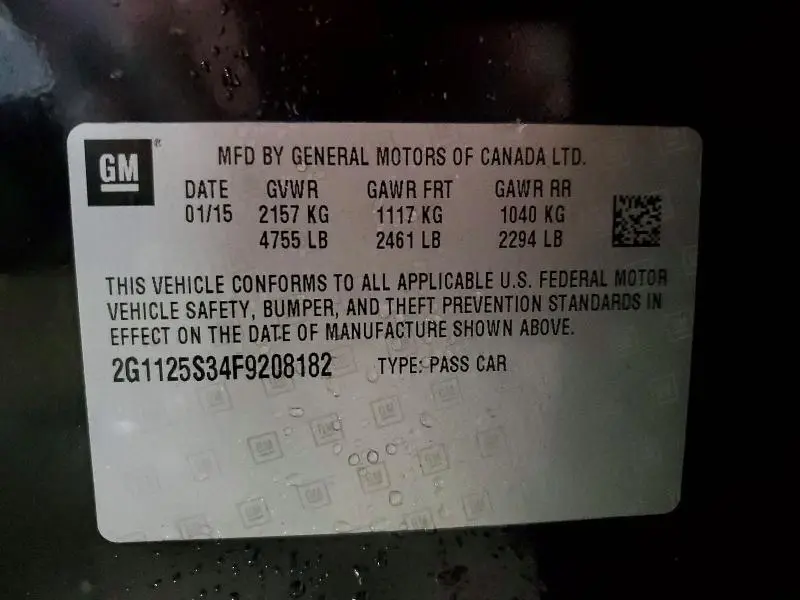 GM
MFD BY GENERAL MOTORS OF CANADA LTD.
DATE GVWR GAWR FRT GAWR RR
01/15 2157 KG 1117 KG 1040 KG
4755 LB 2461 LB 2294 LB
THIS VEHICLE CONFORMS TO ALL APPLICABLE U.S. FEDERAL MOTOR
VEHICLE SAFETY, BUMPER, AND THEFT PREVENTION STANDARDS IN
EFFECT ON THE DATE OF MANUFACTURE SHOWN ABOVE.
2G1125S34F9208182 TYPE: PASS CAR